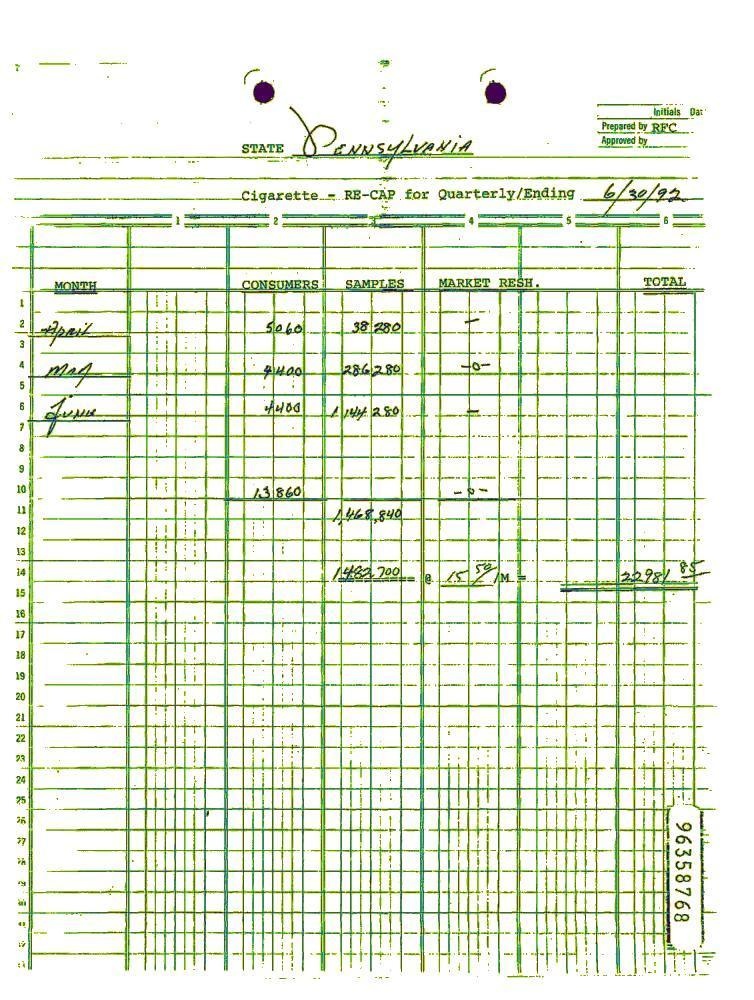 Initials Dat
Prepared by RFC
Approved by
STATE PENNSYLVANIA
Cigarette - RE-CAP for Quarterly/Ending 6/30/92
1 2 3 4 5 6
MONTH CONSUMERS SAMPLES MARKET RESH. TOTAL
1
2 April 5060 38 280 —
3
4 May 4400 286 280 -0-
5
6 June 4400 1 144 280 —
7
8
9
10 13 860 -0-
11 1,468,840
12
13
14 1 482 700 @ 15 50/M = 22981 85
15
16
17
18
19
20
21
22
23
24
25
26
27
28
96358768